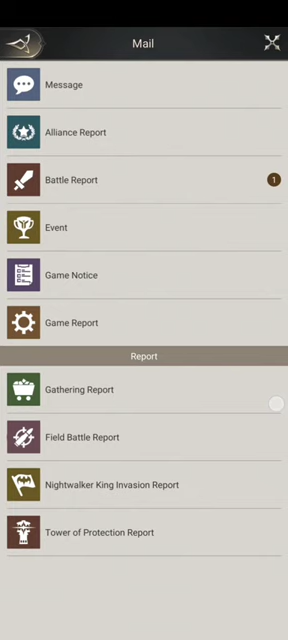 Mail
Message
Alliance Report
Battle Report
1
Event
Game Notice
Game Report
Report
Gathering Report
Field Battle Report
Nightwalker King Invasion Report
Tower of Protection Report